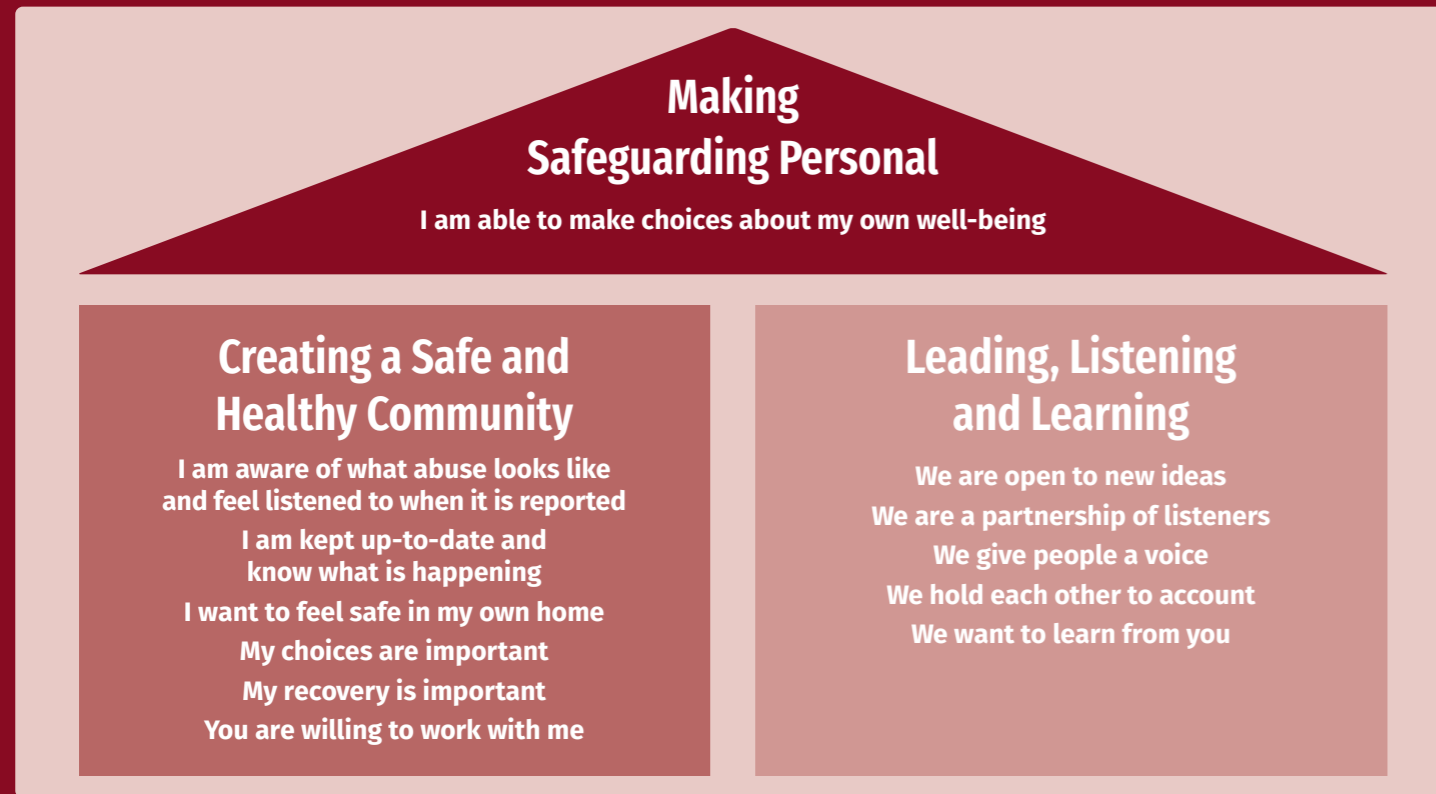 Making
Safeguarding Personal
I am able to make choices about my own well-being
Creating a Safe and
Healthy Community
I am aware of what abuse looks like
and feel listened to when it is reported
I am kept up-to-date and
know what is happening
I want to feel safe in my own home
My choices are important
My recovery is important
You are willing to work with me
Leading, Listening
and Learning
We are open to new ideas
We are a partnership of listeners
We give people a voice
We hold each other to account
We want to learn from you